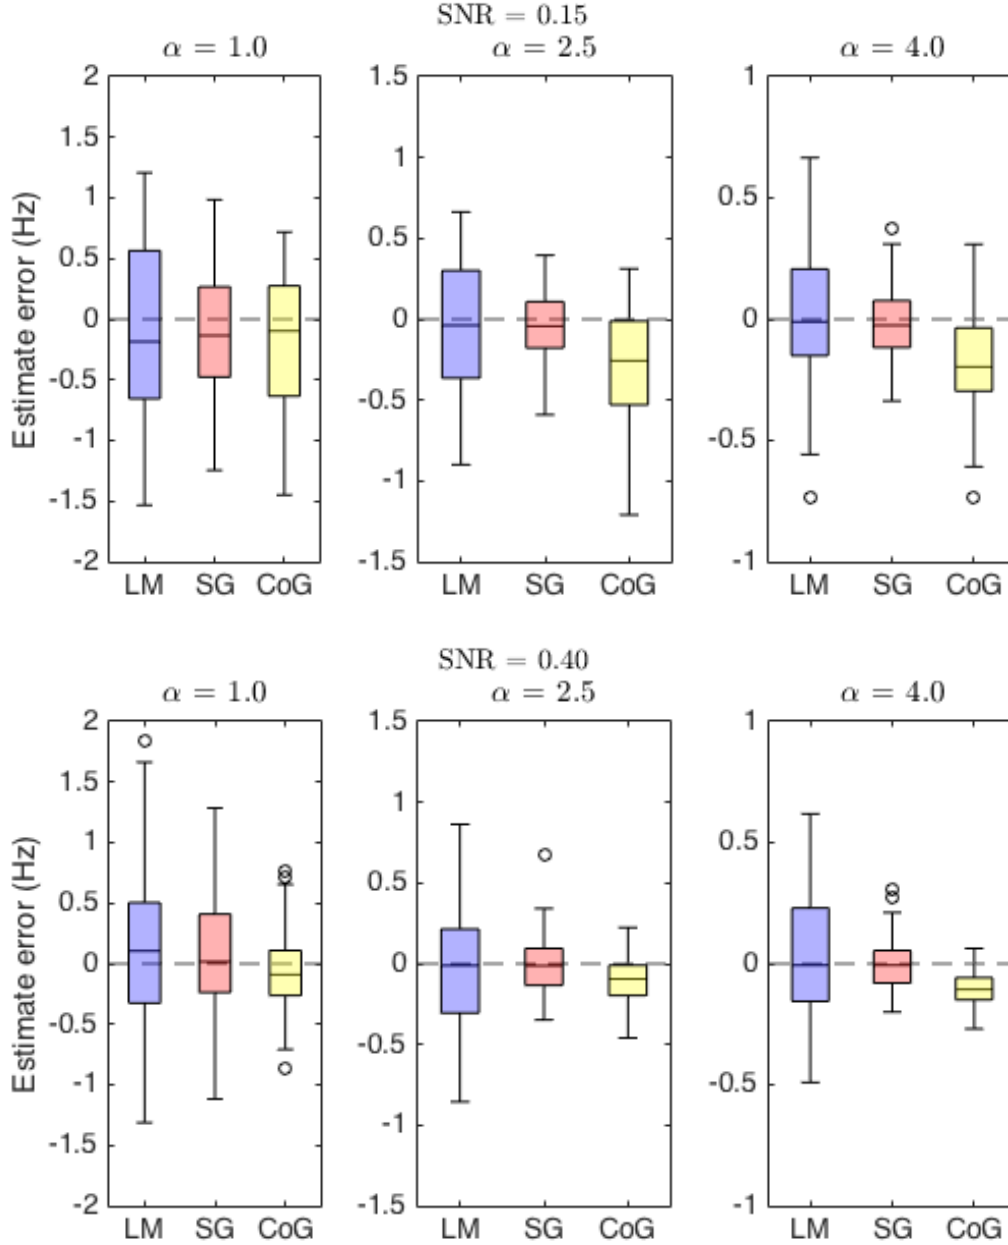 SNR = 0.15
α = 1.0 α = 2.5 α = 4.0
2 1.5 1
1.5
1
1 0.5
0.5
0.5
0 0 0
-0.5
-0.5
-1 -0.5
-1
-1.5
-2 -1.5 -1
Estimate error (Hz)
LM SG CoG LM SG CoG LM SG CoG
SNR = 0.40
α = 1.0 α = 2.5 α = 4.0
2 1.5 1
1.5
1
1 0.5
0.5
0.5
0 0 0
-0.5
-0.5
-1 -0.5
-1
-1.5
-2 -1.5 -1
Estimate error (Hz)
LM SG CoG LM SG CoG LM SG CoG